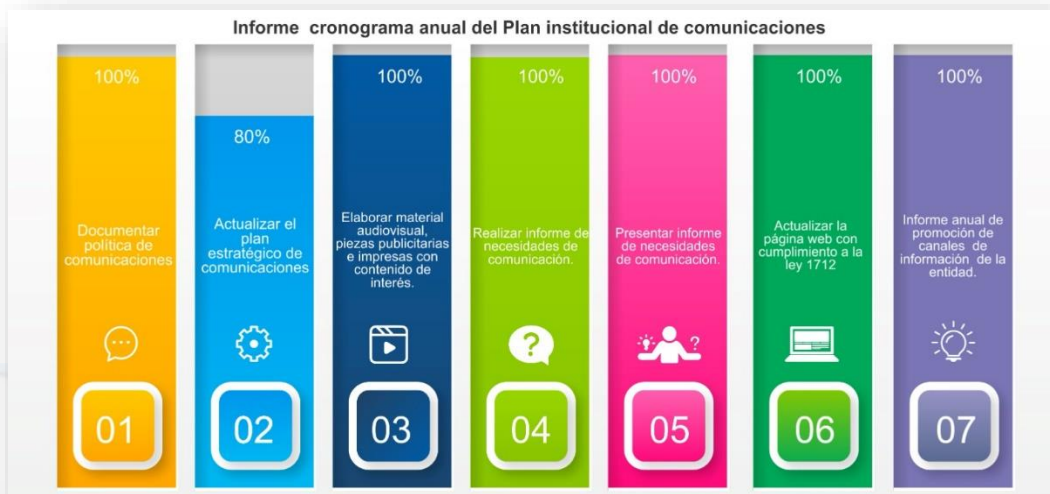 Informe cronograma anual del Plan institucional de comunicaciones
100%
Documentar
política de
comunicaciones
01
80%
Actualizar el
plan
estratégico de
comunicaciones
02
100%
Elaborar material
audiovisual,
piezas publicitarias
e impresas con
contenido de
interés.
03
100%
Realizar informe de
necesidades de
comunicación.
?
04
100%
Presentar informe
de necesidades
de comunicación.
?
05
100%
Actualizar la
página web con
cumplimiento a la
ley 1712
06
100%
Informe anual de
promoción de
canales de
información de la
entidad.
07